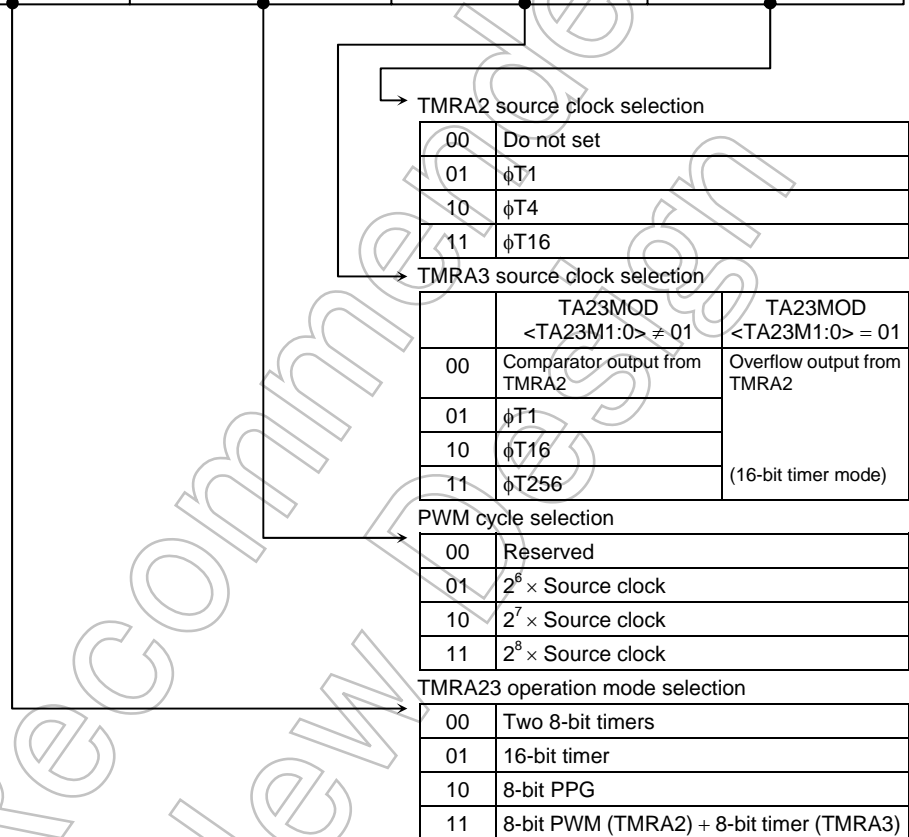 TMRA2 source clock selection
00 Do not set
01 ϕT1
10 ϕT4
11 ϕT16
TMRA3 source clock selection
TA23MOD <TA23M1:0> ≠ 01 TA23MOD <TA23M1:0> = 01
00 Comparator output from TMRA2 Overflow output from TMRA2
01 ϕT1
10 ϕT16
11 ϕT256 (16-bit timer mode)
PWM cycle selection
00 Reserved
01 2⁶ × Source clock
10 2⁷ × Source clock
11 2⁸ × Source clock
TMRA23 operation mode selection
00 Two 8-bit timers
01 16-bit timer
10 8-bit PPG
11 8-bit PWM (TMRA2) + 8-bit timer (TMRA3)
Recommende
New Design